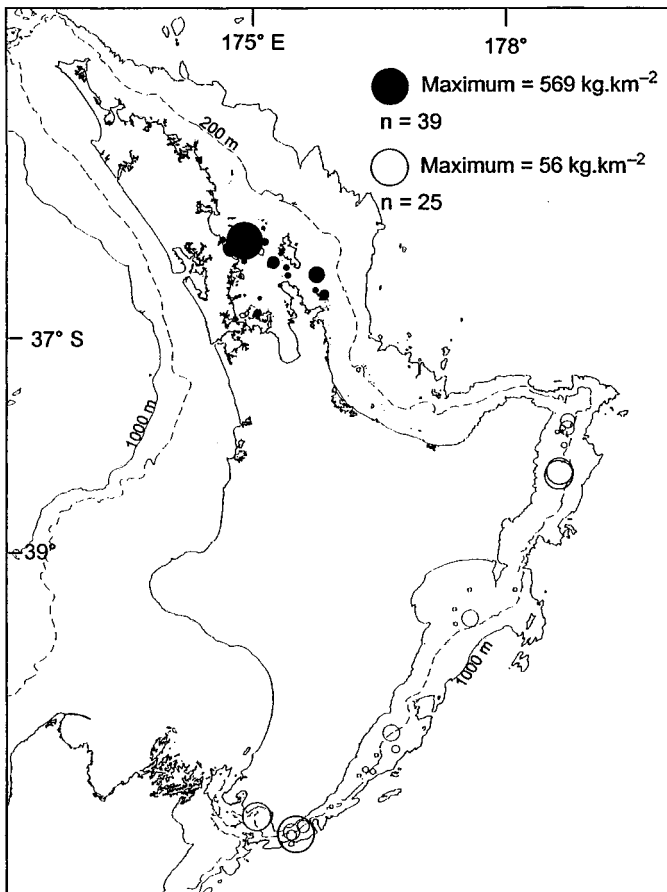 175° E
178°
Maximum = 569 kg.km⁻²
n = 39
200 m
Maximum = 56 kg.km⁻²
n = 25
37° S
1000 m
39°
1000 m